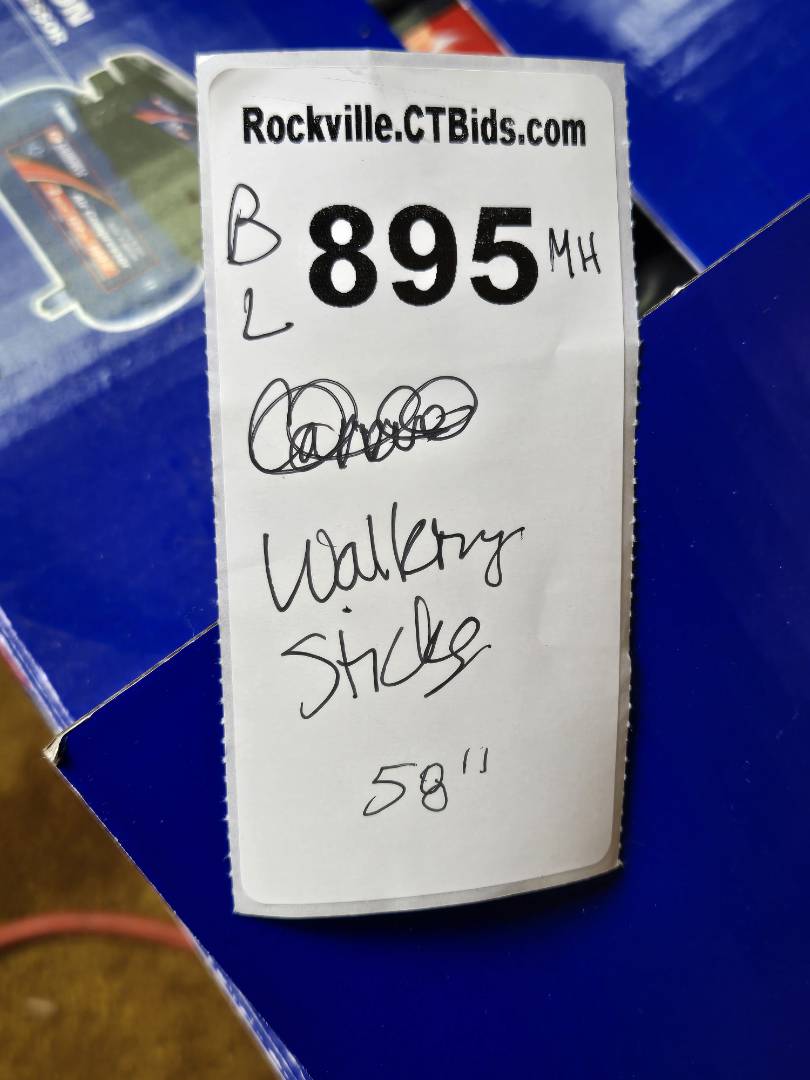 Rockville.CTBids.com
B 895 MH
L
Walking
Sticks
58"